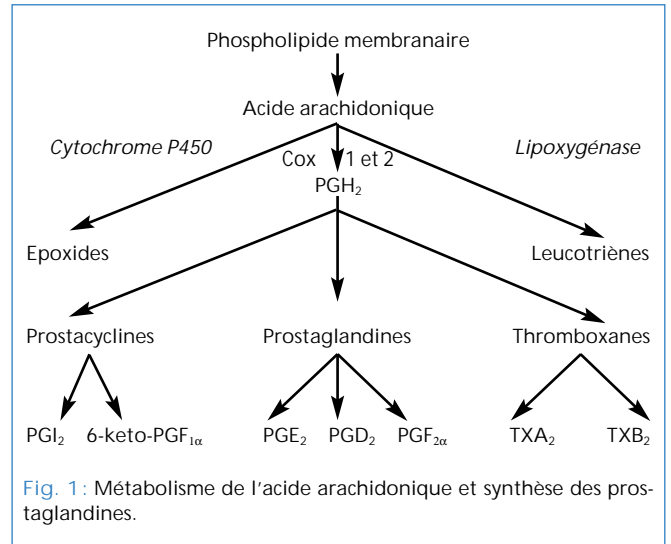 Phospholipide membranaire
Acide arachidonique
Cytochrome P450
Lipoxygénase
Cox 1 et 2
PGH₂
Epoxides
Leucotriènes
Prostacyclines
Prostaglandines
Thromboxanes
PGI₂ 6-keto-PGF₁α
PGE₂ PGD₂ PGF₂α
TXA₂ TXB₂
Fig. 1: Métabolisme de l'acide arachidonique et synthèse des pros-
taglandines.